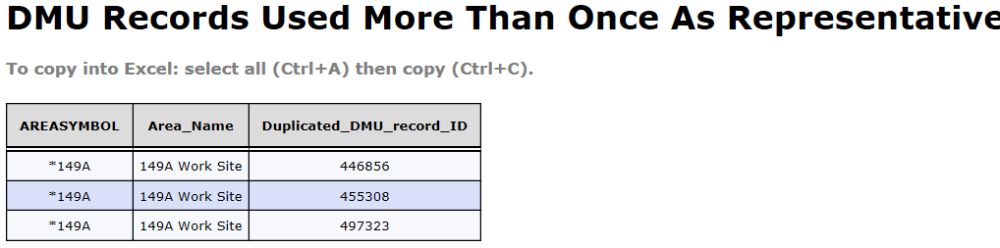 DMU Records Used More Than Once As Representative
To copy into Excel: select all (Ctrl+A) then copy (Ctrl+C).
AREASYMBOL Area_Name Duplicated_DMU_record_ID
*149A 149A Work Site 446856
*149A 149A Work Site 455308
*149A 149A Work Site 497323